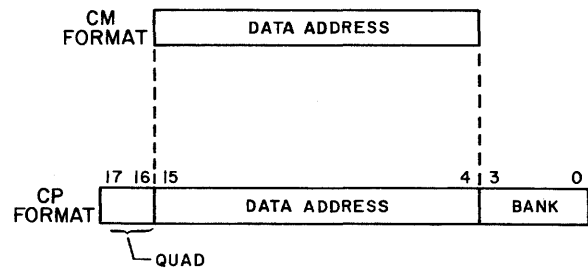 CM
FORMAT
DATA ADDRESS
17 16 15 4 3 0
CP
FORMAT
DATA ADDRESS
BANK
QUAD